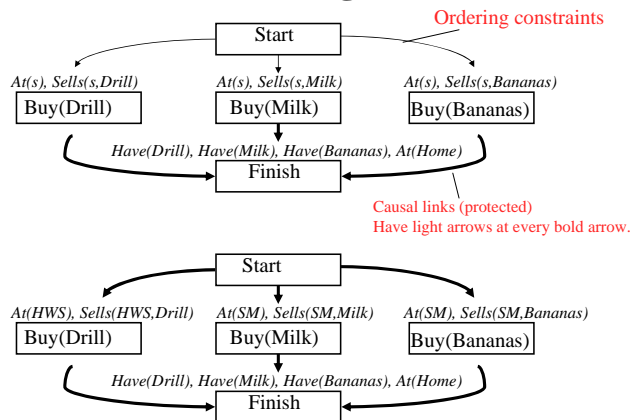 Ordering constraints
Start
At(s), Sells(s,Drill) At(s), Sells(s,Milk) At(s), Sells(s,Bananas)
Buy(Drill) Buy(Milk) Buy(Bananas)
Have(Drill), Have(Milk), Have(Bananas), At(Home)
Finish
Causal links (protected)
Have light arrows at every bold arrow.
Start
At(HWS), Sells(HWS,Drill) At(SM), Sells(SM,Milk) At(SM), Sells(SM,Bananas)
Buy(Drill) Buy(Milk) Buy(Bananas)
Have(Drill), Have(Milk), Have(Bananas), At(Home)
Finish